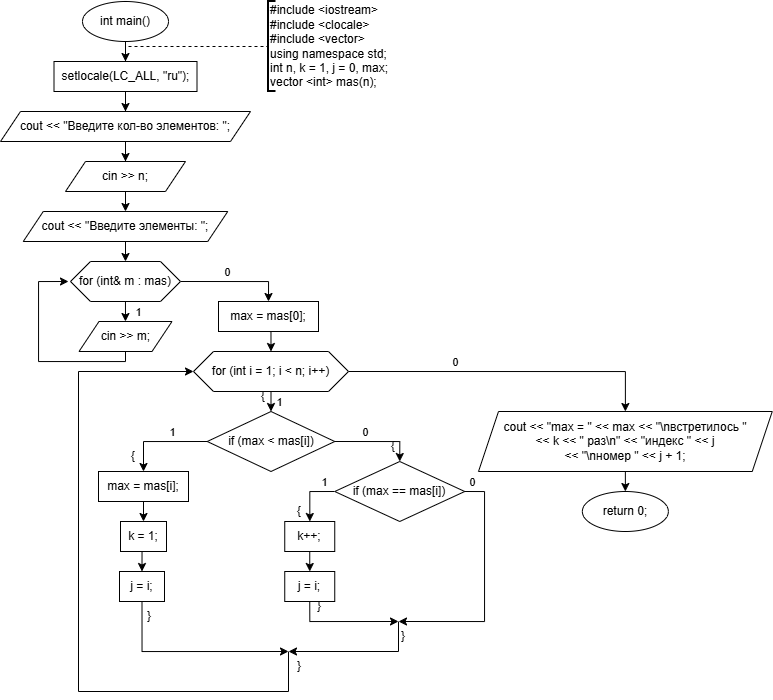 int main()
#include <iostream>
#include <clocale>
#include <vector>
using namespace std;
int n, k = 1, j = 0, max;
vector <int> mas(n);
setlocale(LC_ALL, "ru");
cout << "Введите кол-во элементов: ";
cin >> n;
cout << "Введите элементы: ";
for (int& m : mas)
0
1
cin >> m;
max = mas[0];
for (int i = 1; i < n; i++)
0
{
1
cout << "max = " << max << "\nвстретилось "
<< k << " раз\n" << "индекс " << j
<< "\nномер " << j + 1;
return 0;
if (max < mas[i])
1
0
{
{
max = mas[i];
k = 1;
j = i;
}
if (max == mas[i])
1
0
{
k++;
j = i;
}
}
}